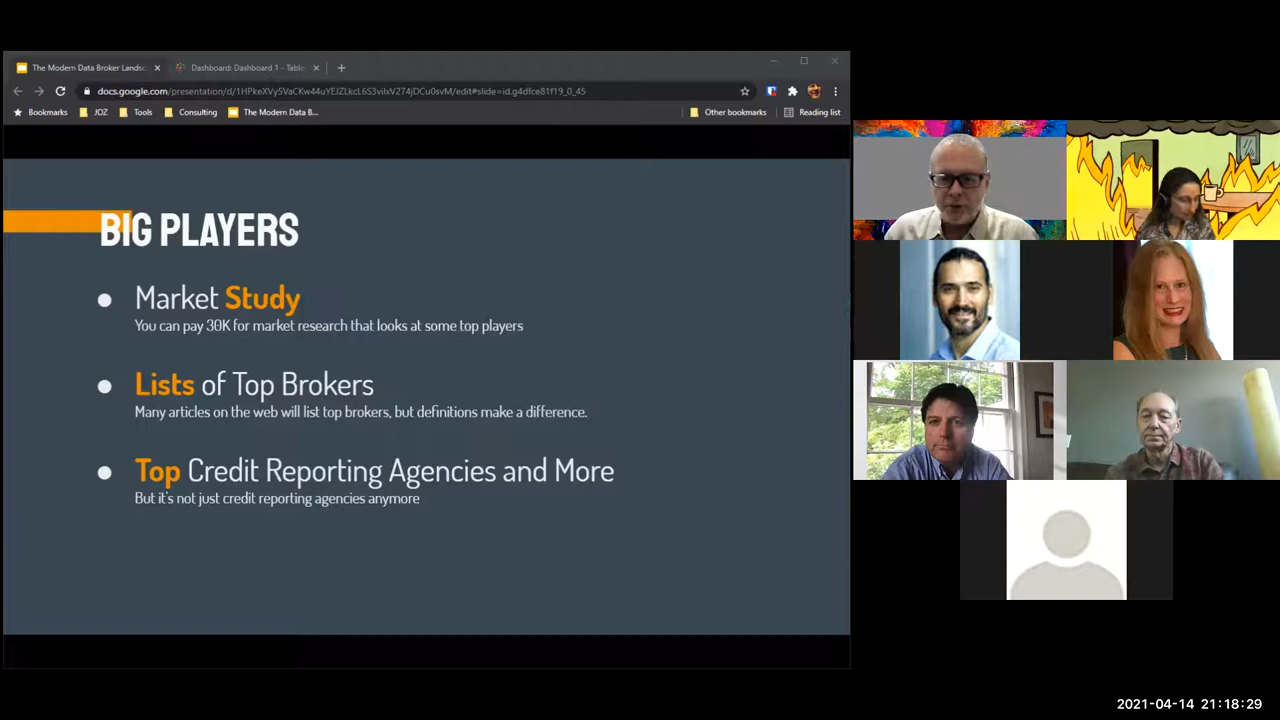 The Modern Data Broker Landsc
Dashboard: Dashboard 1 - Table
docs.google.com/presentation/d/1HPkeXVy5VaCKw44uYEJZLkcL6S3vilxVZ74jDCu0svM/edit#slide=id.g4dfce81f19_0_45
Bookmarks
JOZ
Tools
Consulting
The Modern Data B...
Other bookmarks
Reading list
BIG PLAYERS
● Market Study
You can pay 30K for market research that looks at some top players
● Lists of Top Brokers
Many articles on the web will list top brokers, but definitions make a difference.
● Top Credit Reporting Agencies and More
But it's not just credit reporting agencies anymore
2021-04-14 21:18:29